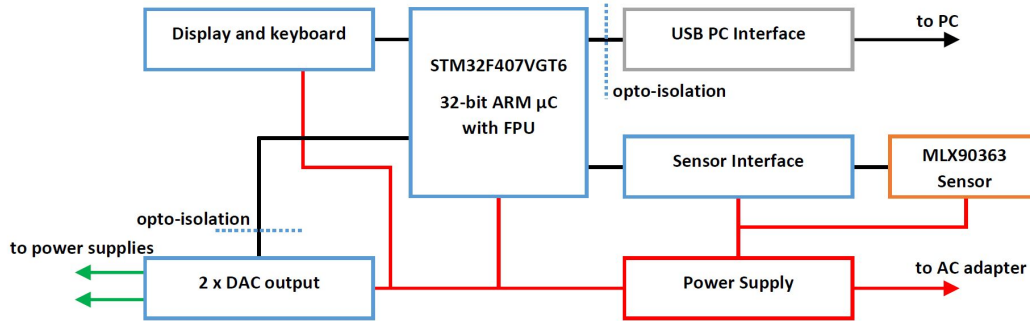 Display and keyboard
STM32F407VGT6
32-bit ARM µC
with FPU
USB PC Interface
to PC
opto-isolation
Sensor Interface
MLX90363
Sensor
opto-isolation
to power supplies
2 x DAC output
Power Supply
to AC adapter